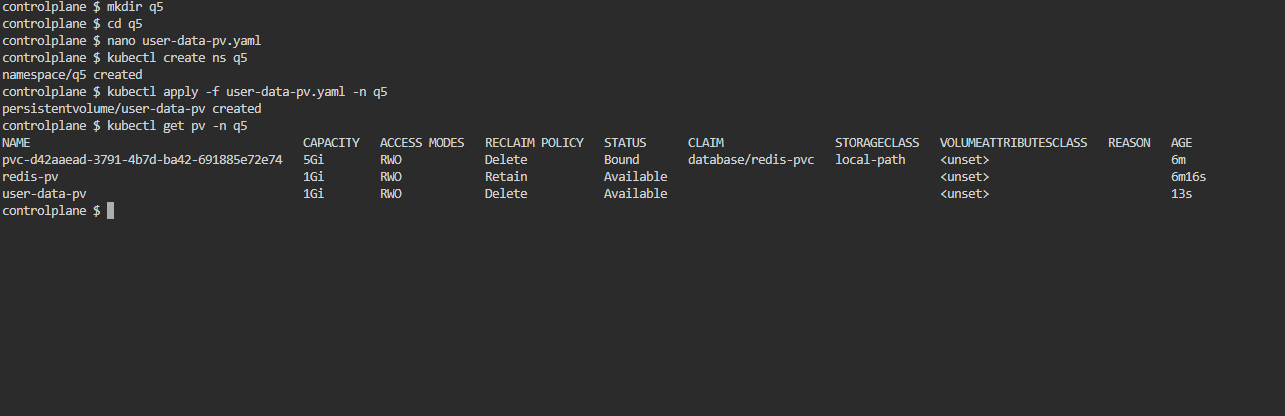 controlplane $ mkdir q5
controlplane $ cd q5
controlplane $ nano user-data-pv.yaml
controlplane $ kubectl create ns q5
namespace/q5 created
controlplane $ kubectl apply -f user-data-pv.yaml -n q5
persistentvolume/user-data-pv created
controlplane $ kubectl get pv -n q5
NAME                                       CAPACITY   ACCESS MODES   RECLAIM POLICY   STATUS      CLAIM                STORAGECLASS   VOLUMEATTRIBUTESCLASS   REASON   AGE
pvc-d42aaead-3791-4b7d-ba42-691885e72e74   5Gi        RWO            Delete           Bound       database/redis-pvc   local-path     <unset>                          6m
redis-pv                                   1Gi        RWO            Retain           Available                                       <unset>                          6m16s
user-data-pv                               1Gi        RWO            Delete           Available                                       <unset>                          13s
controlplane $